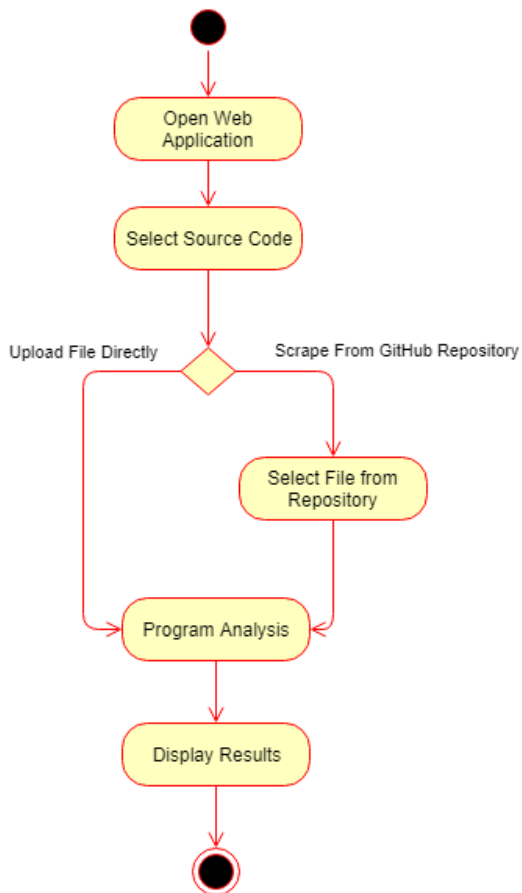 Open Web
Application
Select Source Code
Upload File Directly
Scrape From GitHub Repository
Select File from
Repository
Program Analysis
Display Results